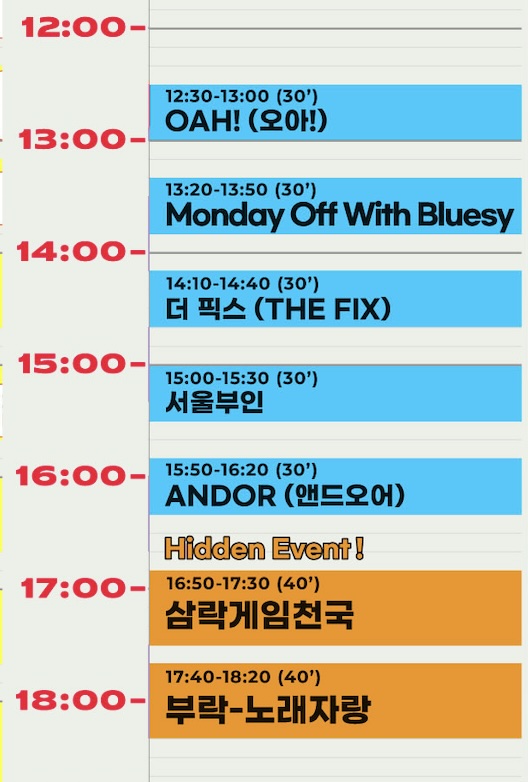 12:00
12:30-13:00 (30’)
OAH! (오아!)
13:00
13:20-13:50 (30’)
Monday Off With Bluesy
14:00
14:10-14:40 (30’)
더 픽스 (THE FIX)
15:00
15:00-15:30 (30’)
서울부인
15:50-16:20 (30’)
16:00
ANDOR (앤드오어)
Hidden Event!
16:50-17:30 (40’)
17:00
삼락게임천국
17:40-18:20 (40’)
18:00
부락-노래자랑